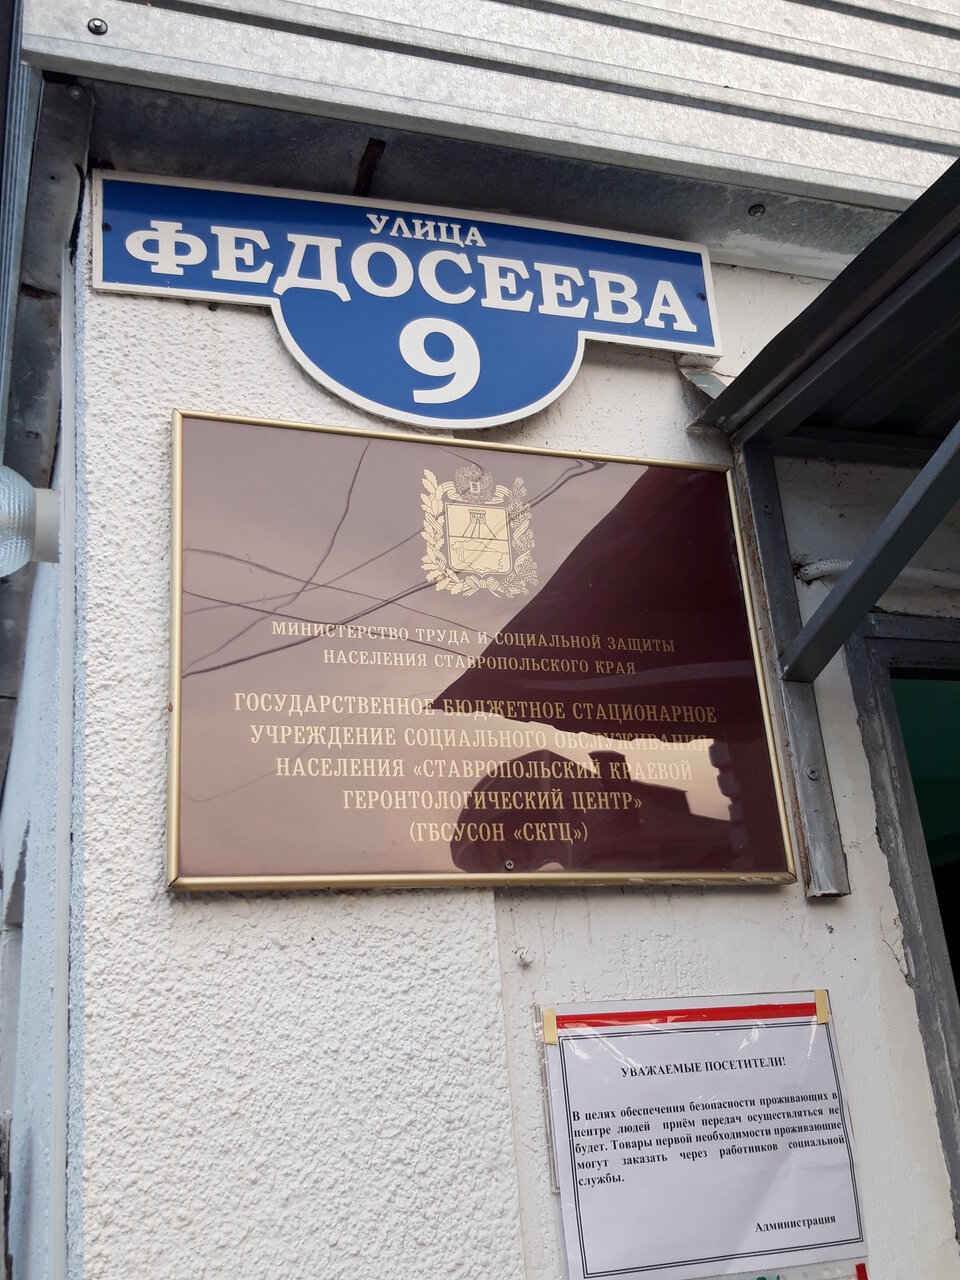 УЛИЦА
ФЕДОСЕЕВА
9
МИНИСТЕРСТВО ТРУДА И СОЦИАЛЬНОЙ ЗАЩИТЫ
НАСЕЛЕНИЯ СТАВРОПОЛЬСКОГО КРАЯ
ГОСУДАРСТВЕННОЕ БЮДЖЕТНОЕ СТАЦИОНАРНОЕ
УЧРЕЖДЕНИЕ СОЦИАЛЬНОГО ОБСЛУЖИВАНИЯ
НАСЕЛЕНИЯ «СТАВРОПОЛЬСКИЙ КРАЕВОЙ
ГЕРОНТОЛОГИЧЕСКИЙ ЦЕНТР»
(ГБСУСОН «СКГЦ»)
УВАЖАЕМЫЕ ПОСЕТИТЕЛИ!
В целях обеспечения безопасности проживающих в
центре людей приём передач осуществляться не
будет. Товары первой необходимости проживающие
могут заказать через работников социальной
службы.
Администрация